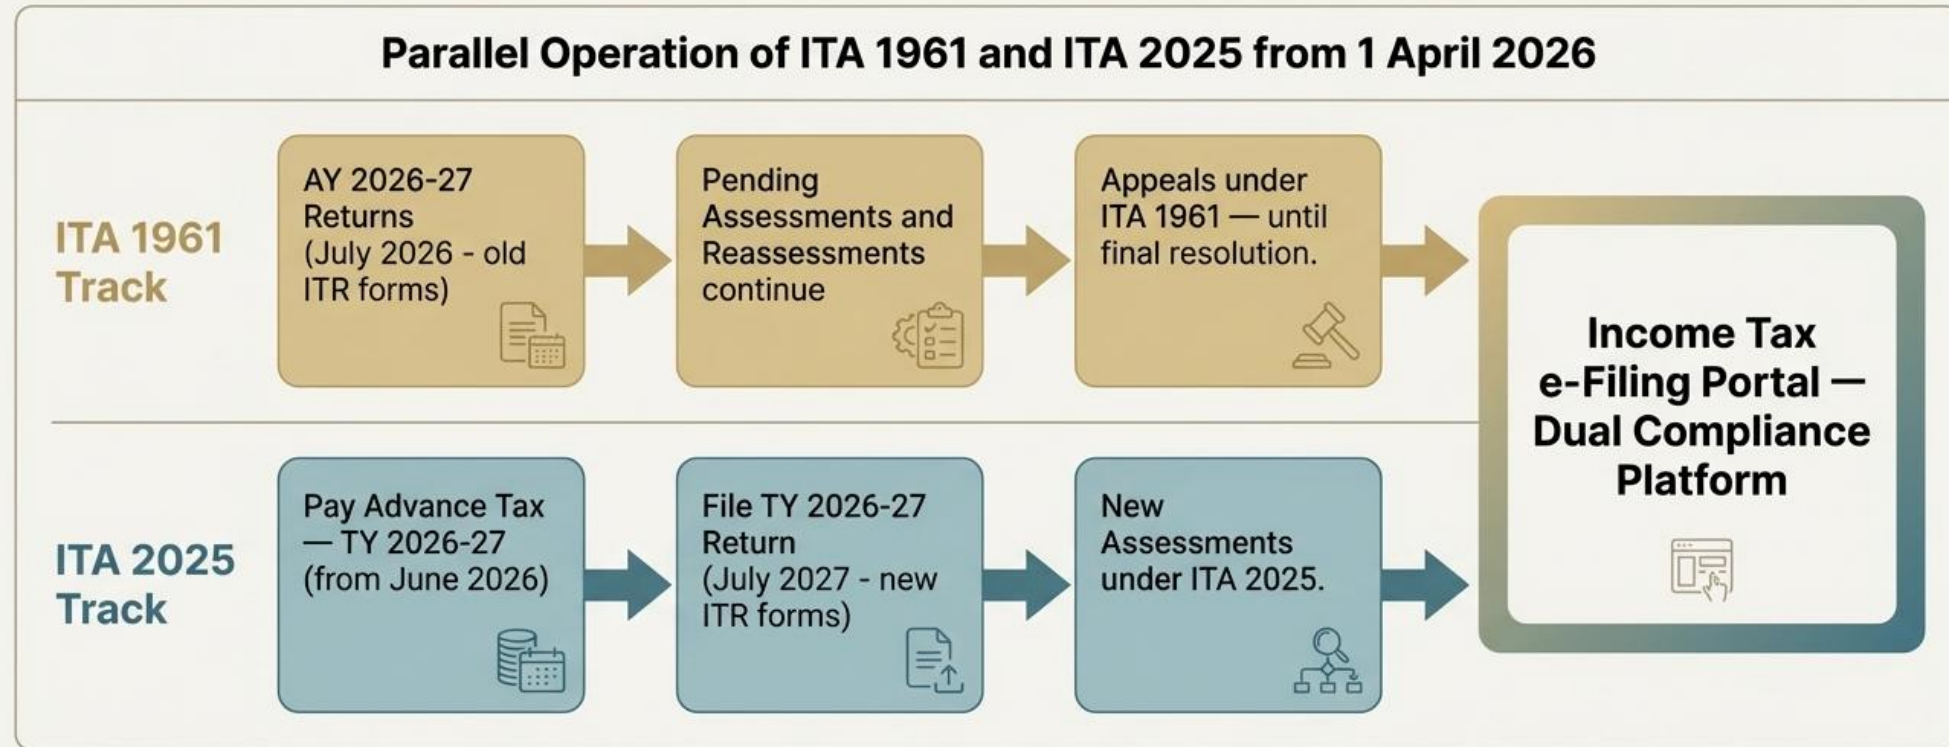 Parallel Operation of ITA 1961 and ITA 2025 from 1 April 2026
ITA 1961
Track
AY 2026-27
Returns
(July 2026 - old
ITR forms)
Pending
Assessments and
Reassessments
continue
Appeals under
ITA 1961 — until
final resolution.
ITA 2025
Track
Pay Advance Tax
— TY 2026-27
(from June 2026)
File TY 2026-27
Return
(July 2027 - new
ITR forms)
New
Assessments
under ITA 2025.
Income Tax
e-Filing Portal —
Dual Compliance
Platform